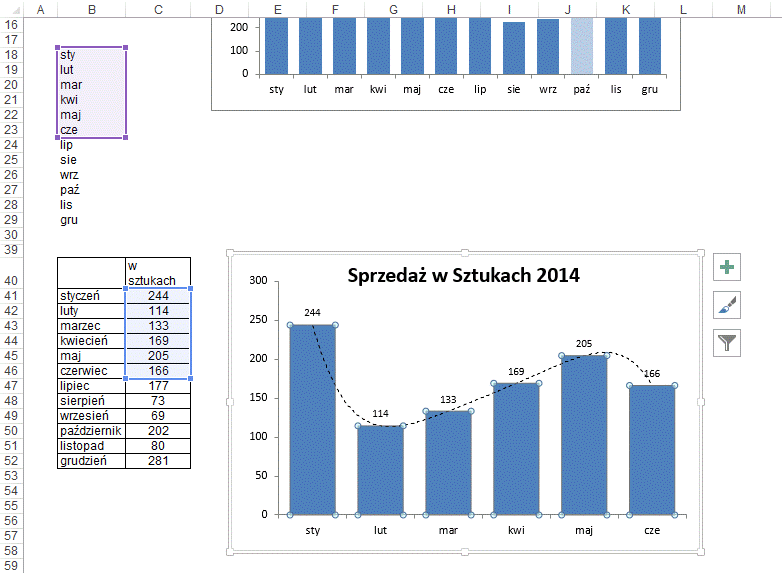 A B C D E F G H I J K L M
16 200
17 100
0
sty lut mar kwi maj cze lip sie wrz paź lis gru
18 sty
19 lut
20 mar
21 kwi
22 maj
23 cze
24 lip
25 sie
26 wrz
27 paź
28 lis
29 gru
30
39
w
40 sztukach
41 styczeń 244
42 luty 114
43 marzec 133
44 kwiecień 169
45 maj 205
46 czerwiec 166
47 lipiec 177
48 sierpień 73
49 wrzesień 69
50 październik 202
51 listopad 80
52 grudzień 281
53
54
55
56
57
58
59
Sprzedaż w Sztukach 2014
300
250
200
150
100
50
0
244 114 133 169 205 166
sty lut mar kwi maj cze